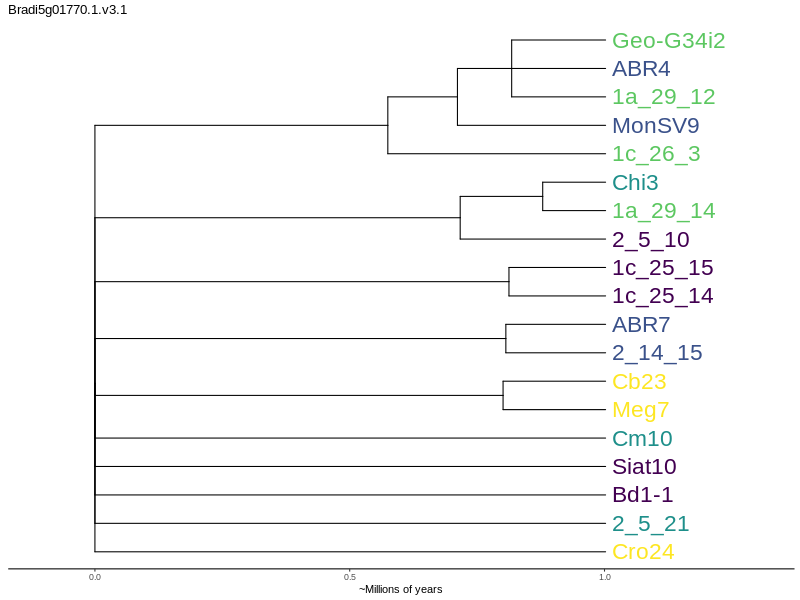 Bradi5g01770.1.v3.1
Geo-G34i2
ABR4
1a_29_12
MonSV9
1c_26_3
Chi3
1a_29_14
2_5_10
1c_25_15
1c_25_14
ABR7
2_14_15
Cb23
Meg7
Cm10
Siat10
Bd1-1
2_5_21
Cro24
0.0 0.5 1.0
~Millions of years